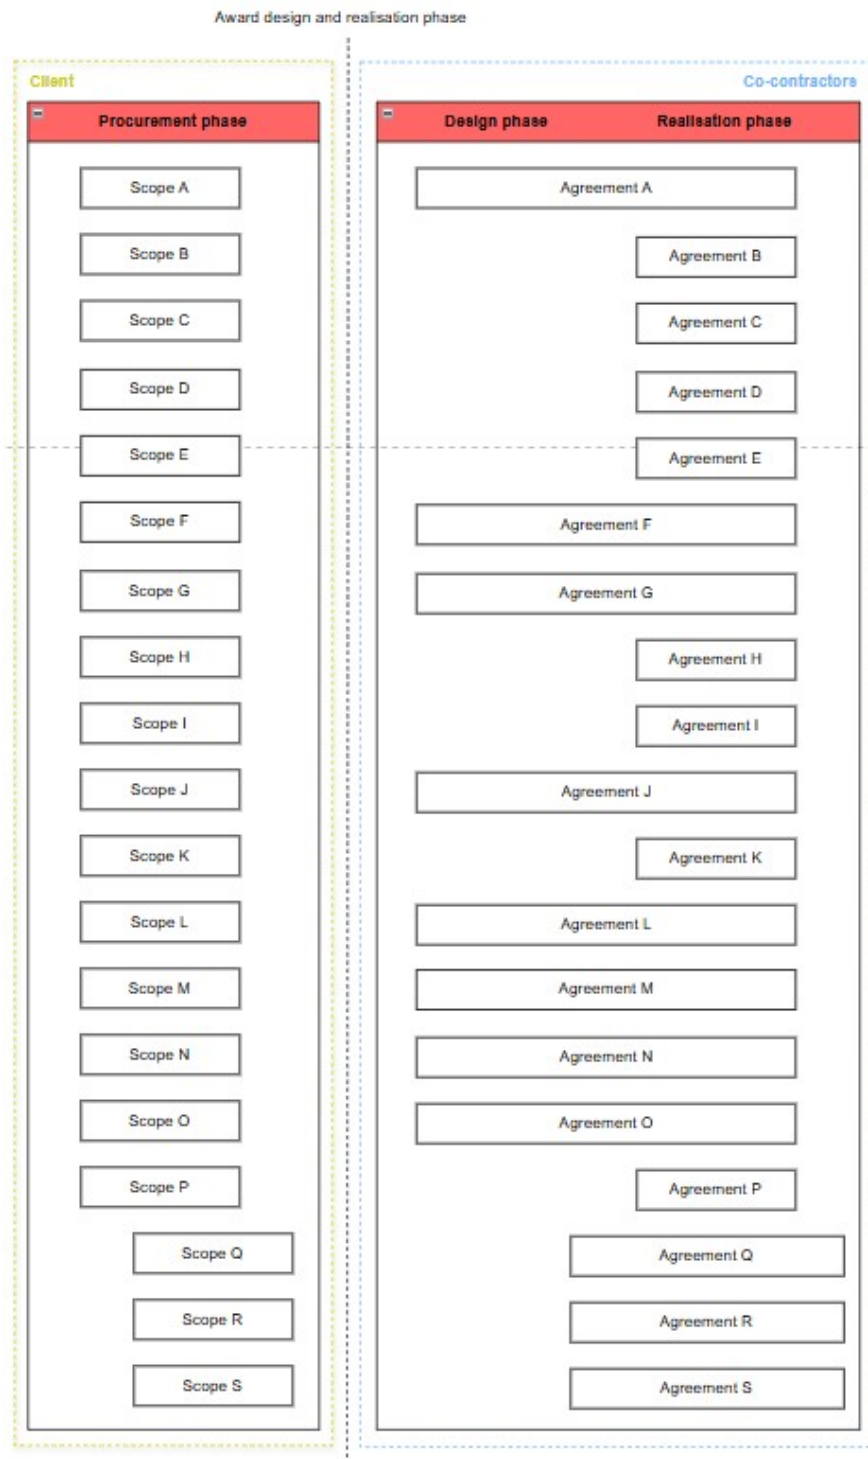 Award design and realisation phase
Client
Co-contractors
Procurement phase
Design phase
Realisation phase
Scope A
Agreement A
Scope B
Agreement B
Scope C
Agreement C
Scope D
Agreement D
Scope E
Agreement E
Scope F
Agreement F
Scope G
Agreement G
Scope H
Agreement H
Scope I
Agreement I
Scope J
Agreement J
Scope K
Agreement K
Scope L
Agreement L
Scope M
Agreement M
Scope N
Agreement N
Scope O
Agreement O
Scope P
Agreement P
Scope Q
Agreement Q
Scope R
Agreement R
Scope S
Agreement S